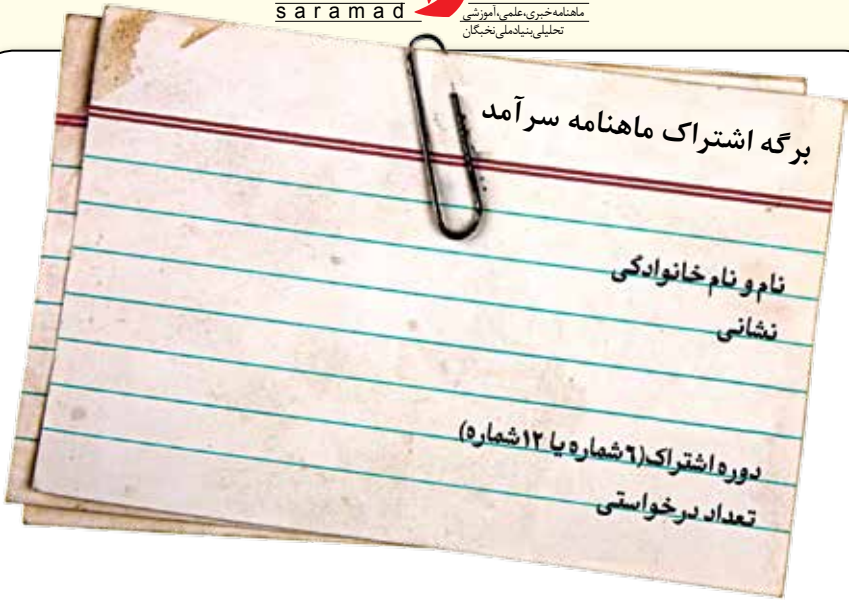 saramad
ماهنامه خبری، علمی، آموزشی
تحلیلی بنیاد ملی نخبگان
برگه اشتراک ماهنامه سرآمد
نام و نام خانوادگی
نشانی
دوره اشتراک (۶ شماره یا ۱۲ شماره)
تعداد درخواستی